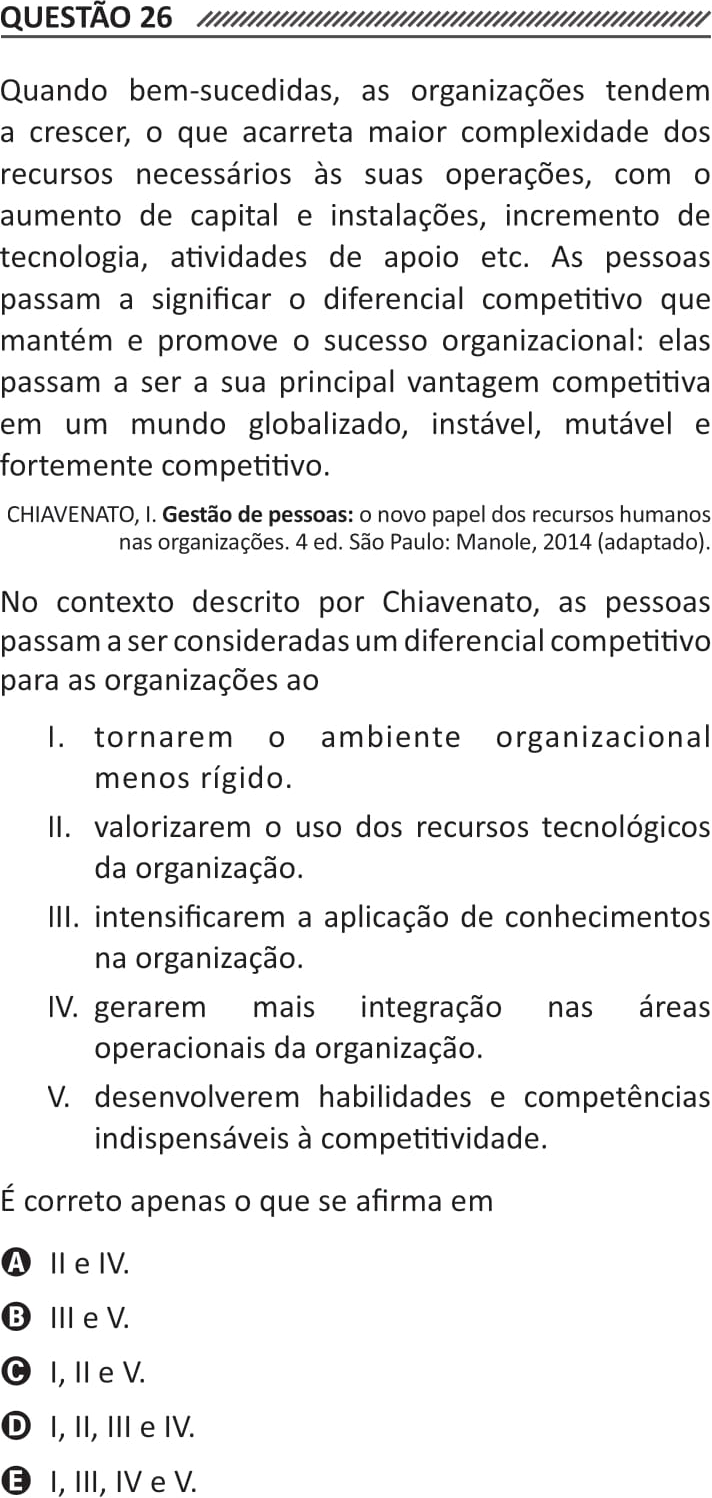 QUESTÃO 26
Quando bem-sucedidas, as organizações tendem
a crescer, o que acarreta maior complexidade dos
recursos necessários às suas operações, com o
aumento de capital e instalações, incremento de
tecnologia, atividades de apoio etc. As pessoas
passam a significar o diferencial competitivo que
mantém e promove o sucesso organizacional: elas
passam a ser a sua principal vantagem competitiva
em um mundo globalizado, instável, mutável e
fortemente competitivo.
CHIAVENATO, I. Gestão de pessoas: o novo papel dos recursos humanos
nas organizações. 4 ed. São Paulo: Manole, 2014 (adaptado).
No contexto descrito por Chiavenato, as pessoas
passam a ser consideradas um diferencial competitivo
para as organizações ao
I. tornarem o ambiente organizacional
menos rígido.
II. valorizarem o uso dos recursos tecnológicos
da organização.
III. intensificarem a aplicação de conhecimentos
na organização.
IV. gerarem mais integração nas áreas
operacionais da organização.
V. desenvolverem habilidades e competências
indispensáveis à competitividade.
É correto apenas o que se afirma em
A II e IV.
B III e V.
C I, II e V.
D I, II, III e IV.
E I, III, IV e V.